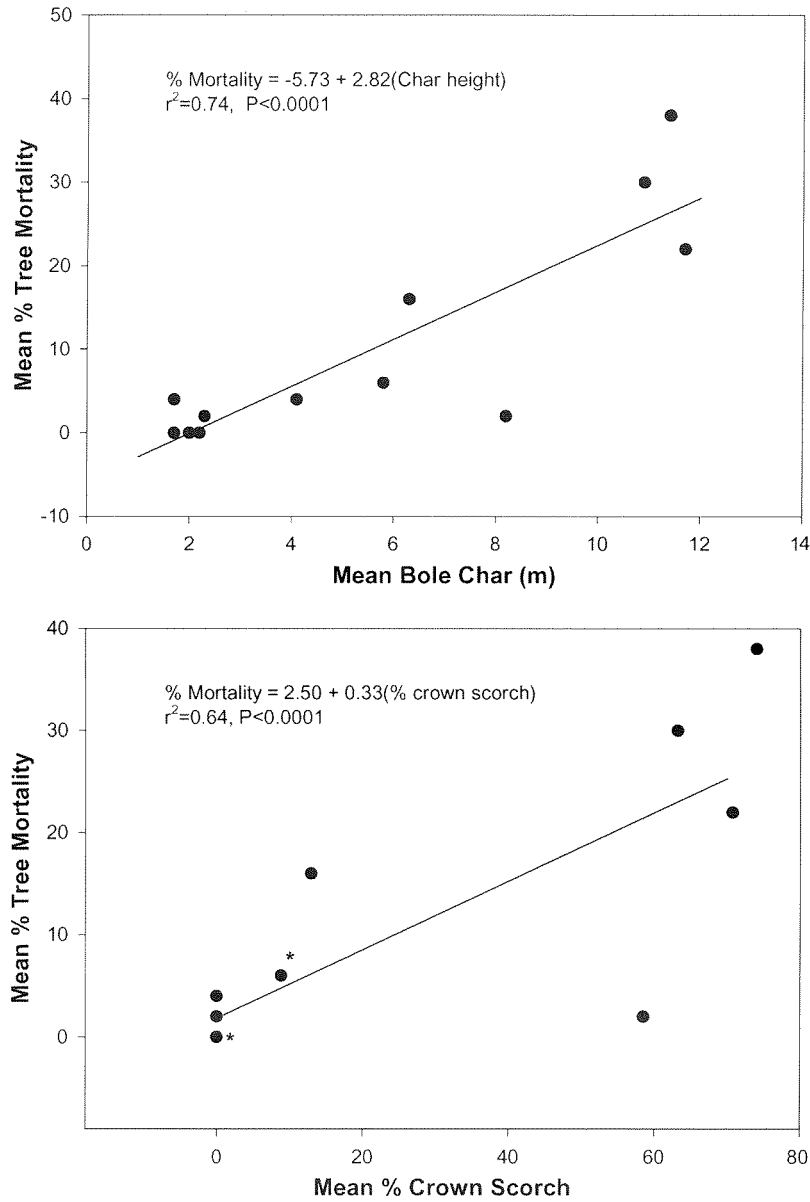 50
% Mortality = -5.73 + 2.82(Char height)
r²=0.74, P<0.0001
40
30
20
10
0
-10
Mean % Tree Mortality
0 2 4 6 8 10 12 14
Mean Bole Char (m)
40
% Mortality = 2.50 + 0.33(% crown scorch)
r²=0.64, P<0.0001
30
20
10
*
0
*
Mean % Tree Mortality
0 20 40 60 80
Mean % Crown Scorch